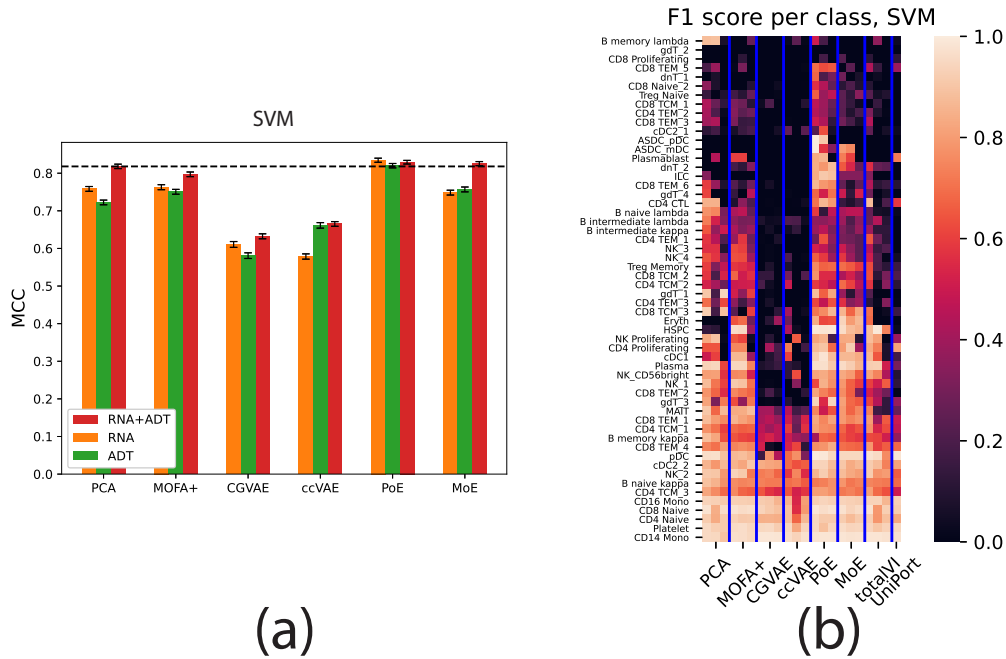 SVM
MCC
0.8
0.7
0.6
0.5
0.4
0.3
0.2
0.1
0.0
RNA+ADT
RNA
ADT
PCA MOFA+ CGVAE ccVAE PoE MoE
(a)
F1 score per class, SVM
B memory lambda
gdT_2
CD8 Proliferating
CD8 TEM_5
dnT_1
CD8 Naive_2
Treg Naive
CD8 TCM_1
CD4 TEM_2
CD8 TEM_3
cDC2_1
ASDC_pDC
ASDC_mDC
Plasmablast
dnT_2
ILC
CD8 TEM_6
gdT_4
CD4 CTL
B naive lambda
B intermediate lambda
B intermediate kappa
CD4 TEM_1
NK_3
NK_4
Treg Memory
CD8 TCM_2
CD4 TCM_2
gdT_1
CD4 TEM_3
CD8 TCM_3
Eryth
HSPC
NK Proliferating
CD4 Proliferating
cDC1
Plasma
NK_CD56bright
NK_1
CD8 TEM_2
gdT_3
MAIT
CD8 TEM_1
CD4 TCM_1
B memory kappa
CD8 TEM_4
pDC
cDC2_2
NK_2
B naive kappa
CD4 TCM_3
CD16 Mono
CD8 Naive
CD4 Naive
Platelet
CD14 Mono
PCA MOFA+ CGVAE ccVAE PoE MoE totalVI UniPort
1.0
0.8
0.6
0.4
0.2
0.0
(b)